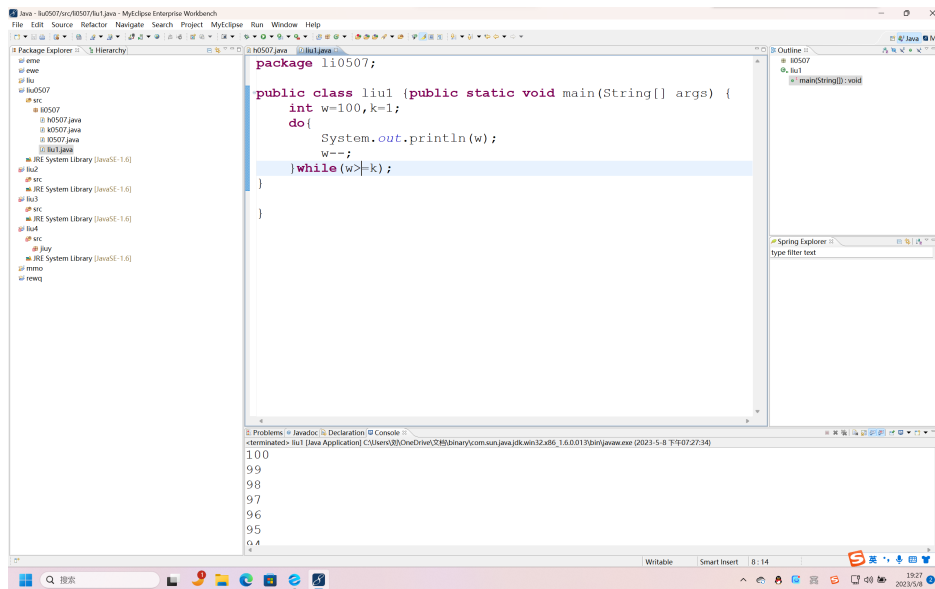 Java - liu0507/src/li0507/liu1.java - MyEclipse Enterprise Workbench
File Edit Source Refactor Navigate Search Project MyEclipse Run Window Help
Java
Package Explorer Hierarchy
eme
ewe
liu
liu0507
src
li0507
h0507.java
k0507.java
l0507.java
liu1.java
JRE System Library [JavaSE-1.6]
liu2
src
JRE System Library [JavaSE-1.6]
liu3
src
JRE System Library [JavaSE-1.6]
liu4
src
jiuy
JRE System Library [JavaSE-1.6]
mmo
rewq
h0507.java liu1.java
package li0507;
public class liu1 {public static void main(String[] args) {
int w=100,k=1;
do{
System.out.println(w);
w--;
}while(w>=k);
}
}
Outline
li0507
liu1
main(String[]) : void
Spring Explorer
type filter text
Problems Javadoc Declaration Console
<terminated> liu1 [Java Application] C:\Users\刘\OneDrive\文档\binary\com.sun.java.jdk.win32.x86_1.6.0.013\bin\javaw.exe (2023-5-8 下午07:27:34)
100
99
98
97
96
95
94
Writable Smart Insert 8 : 14
英
搜索
19:27
2023/5/8